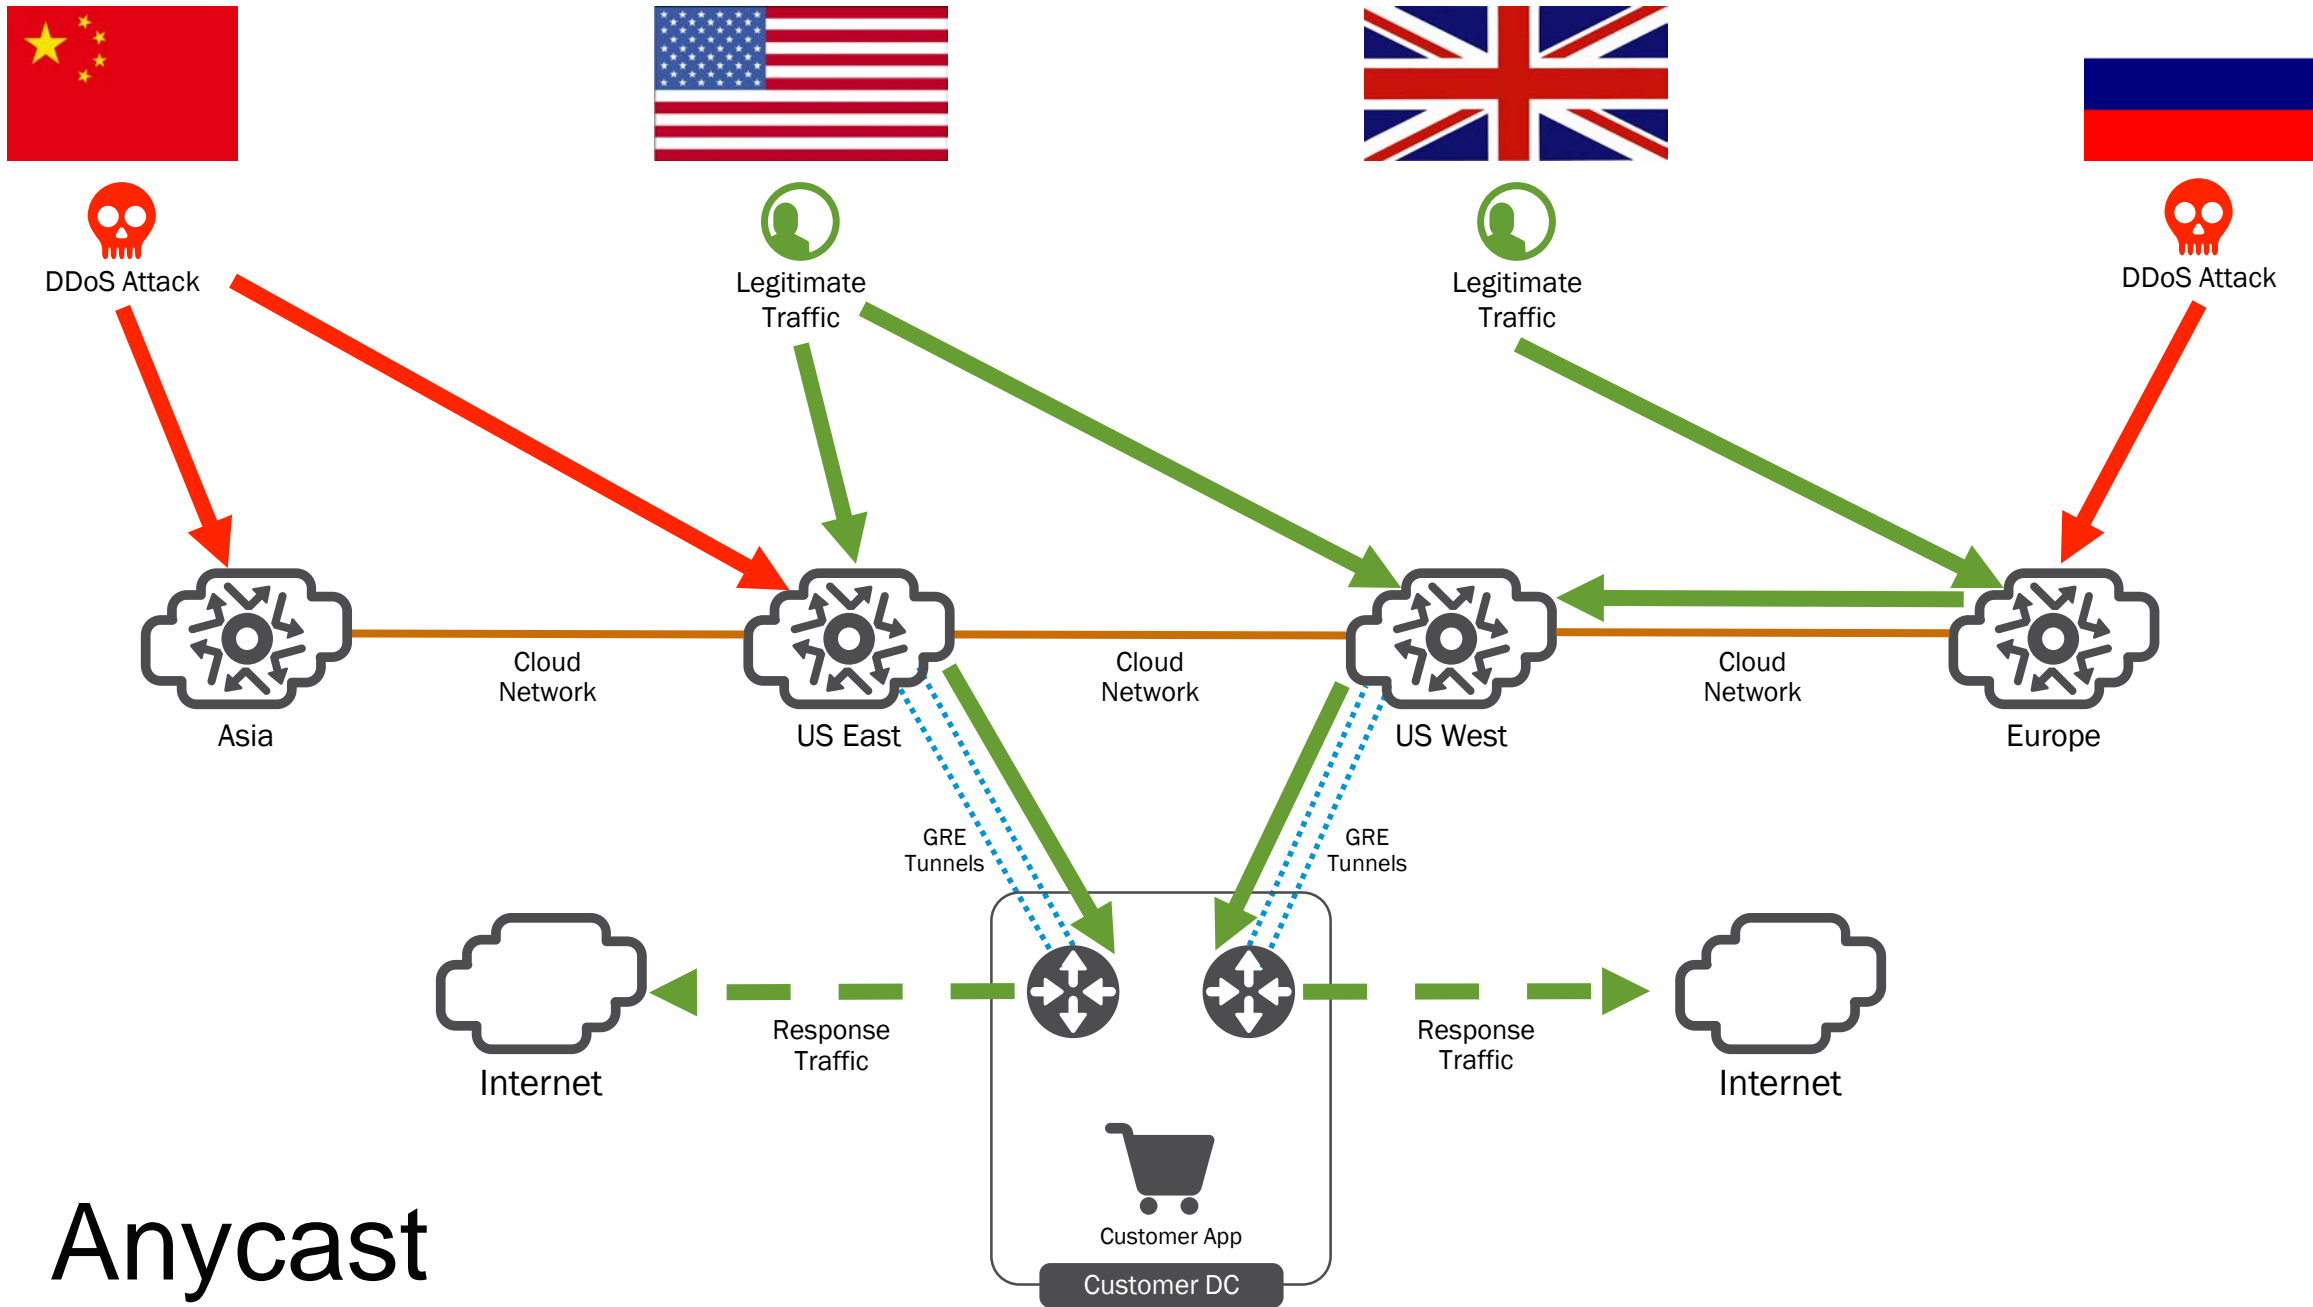 DDoS Attack
Legitimate
Traffic
Legitimate
Traffic
DDoS Attack
Cloud
Network
Cloud
Network
Cloud
Network
Asia
US East
US West
Europe
GRE
Tunnels
GRE
Tunnels
Response
Traffic
Response
Traffic
Internet
Internet
Customer App
Customer DC
Anycast